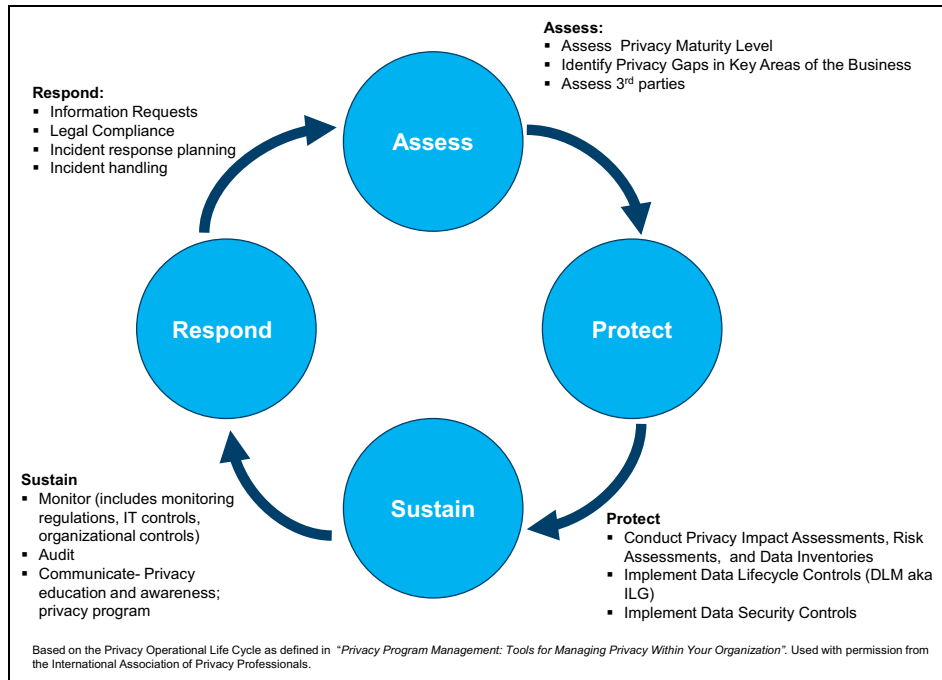 Assess:
▪ Assess Privacy Maturity Level
▪ Identify Privacy Gaps in Key Areas of the Business
▪ Assess 3rd parties
Respond:
▪ Information Requests
▪ Legal Compliance
▪ Incident response planning
▪ Incident handling
Assess
Respond
Protect
Sustain
Sustain
▪ Monitor (includes monitoring
regulations, IT controls,
organizational controls)
▪ Audit
▪ Communicate- Privacy
education and awareness;
privacy program
Protect
▪ Conduct Privacy Impact Assessments, Risk
Assessments, and Data Inventories
▪ Implement Data Lifecycle Controls (DLM aka
ILG)
▪ Implement Data Security Controls
Based on the Privacy Operational Life Cycle as defined in “Privacy Program Management: Tools for Managing Privacy Within Your Organization”. Used with permission from
the International Association of Privacy Professionals.